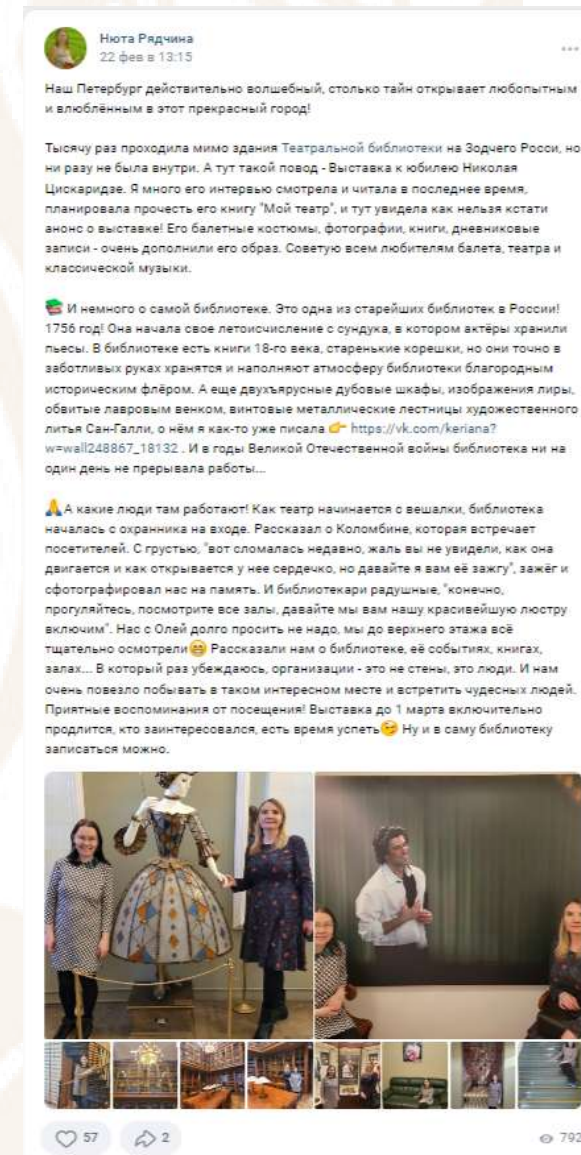 Нюта Рядчина
22 фев в 13:15
Наш Петербург действительно волшебный, столько тайн открывает любопытным
и влюблённым в этот прекрасный город!
Тысячу раз проходила мимо здания Театральной библиотеки на Зодчего Росси, но
ни разу не была внутри. А тут такой повод - Выставка к юбилею Николая
Цискаридзе. Я много его интервью смотрела и читала в последнее время,
планировала прочесть его книгу "Мой театр", и тут увидела как нельзя кстати
анонс о выставке! Его балетные костюмы, фотографии, книги, дневниковые
записи - очень дополнили его образ. Советую всем любителям балета, театра и
классической музыки.
📚 И немного о самой библиотеке. Это одна из старейших библиотек в России!
1756 год! Она начала свое летоисчисление с сундука, в котором актёры хранили
пьесы. В библиотеке есть книги 18-го века, старенькие корешки, но они точно в
заботливых руках хранятся и наполняют атмосферу библиотеки благородным
историческим флёром. А еще двухъярусные дубовые шкафы, изображения лиры,
обвитые лавровым венком, винтовые металлические лестницы художественного
литья Сан-Галли, о нём я как-то уже писала 👉 https://vk.com/keriana?
w=wall248867_18132 . И в годы Великой Отечественной войны библиотека ни на
один день не прерывала работы...
🙏А какие люди там работают! Как театр начинается с вешалки, библиотека
началась с охранника на входе. Рассказал о Коломбине, которая встречает
посетителей. С грустью, "вот сломалась недавно, жаль вы не увидели, как она
двигается и как открывается у нее сердечко, но давайте я вам её зажгу", зажёг и
сфотографировал нас на память. И библиотекари радушные, "конечно,
прогуляйтесь, посмотрите все залы, давайте мы вам нашу красивейшую люстру
включим". Нас с Олей долго просить не надо, мы до верхнего этажа всё
тщательно осмотрели😁 Рассказали нам о библиотеке, её событиях, книгах,
залах... В который раз убеждаюсь, организации - это не стены, это люди. И нам
очень повезло побывать в таком интересном месте и встретить чудесных людей.
Приятные воспоминания от посещения! Выставка до 1 марта включительно
продлится, кто заинтересовался, есть время успеть😏 Ну и в саму библиотеку
записаться можно.
57 2 792